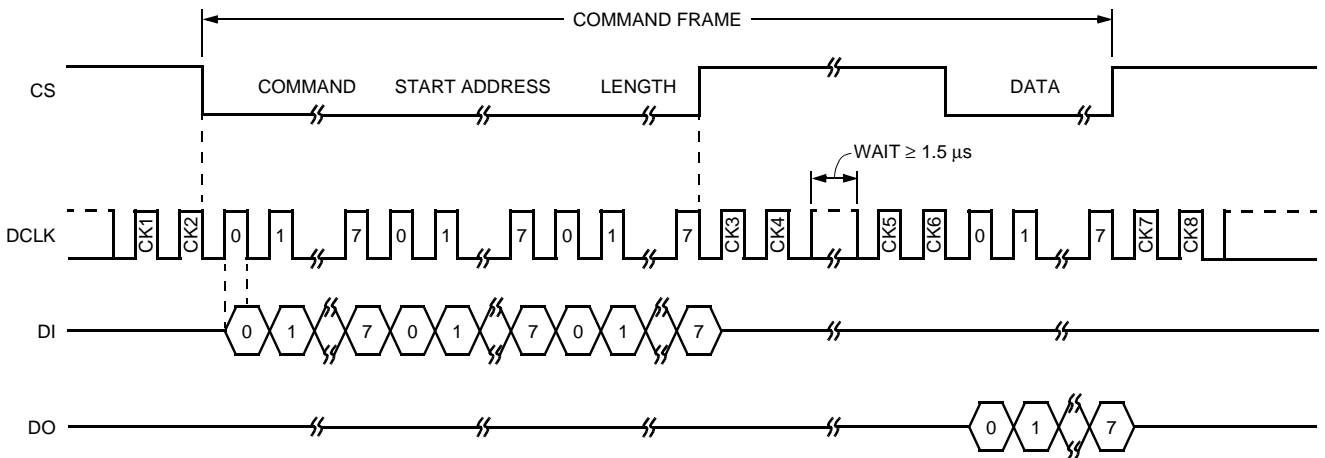 COMMAND FRAME
CS
COMMAND
START ADDRESS
LENGTH
DATA
WAIT ≥ 1.5 μs
DCLK
CK1 CK2 0 1 7 0 1 7 0 1 7 CK3 CK4 CK5 CK6 0 1 7 CK7 CK8
DI
0 1 7 0 1 7 0 1 7
DO
0 1 7